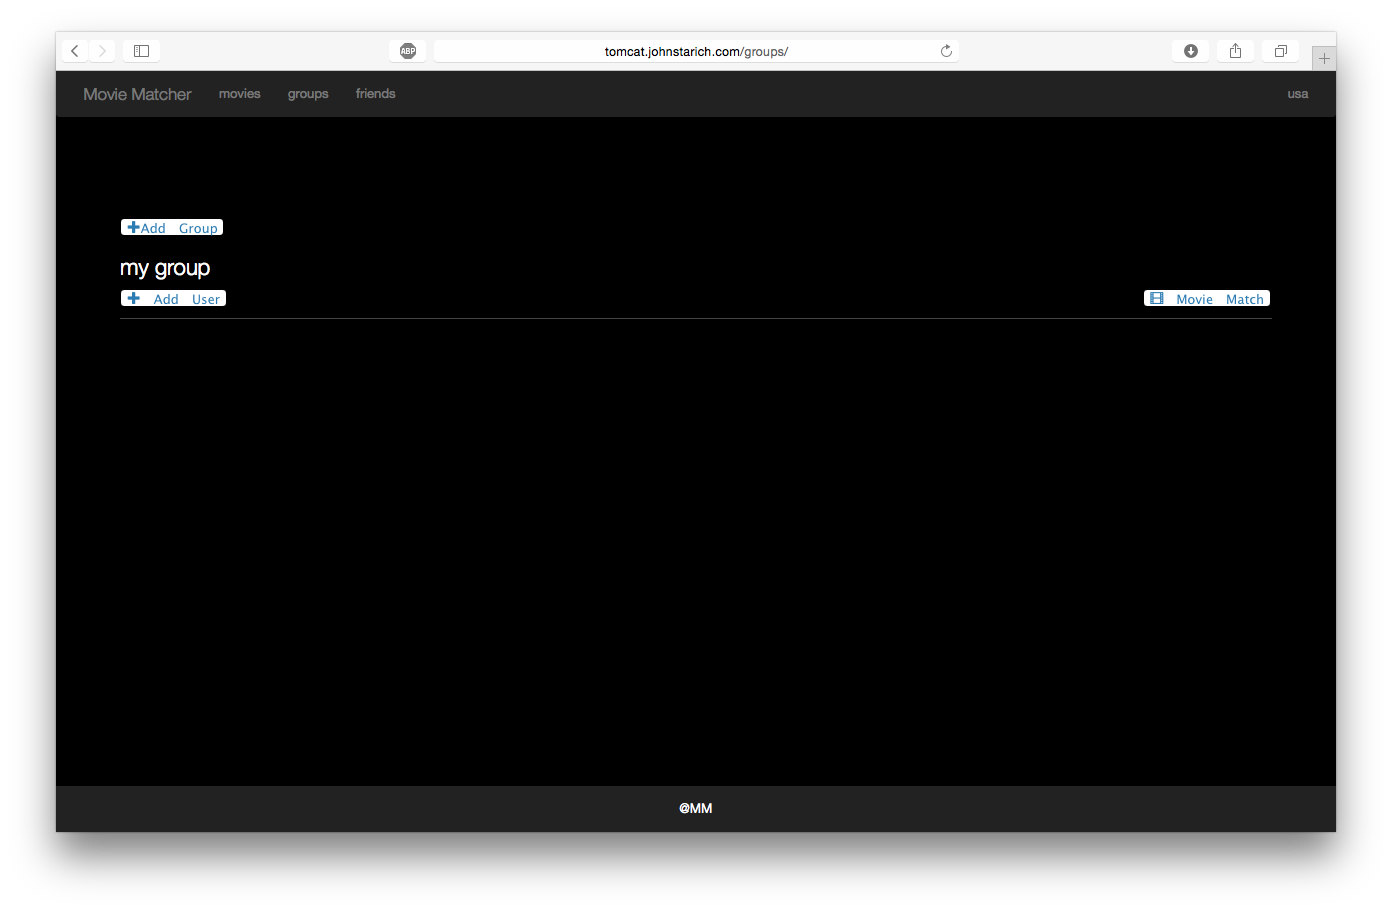 ABP
tomcat.johnstarich.com/groups/
Movie Matcher movies groups friends usa
Add Group
my group
Add User Movie Match
@MM